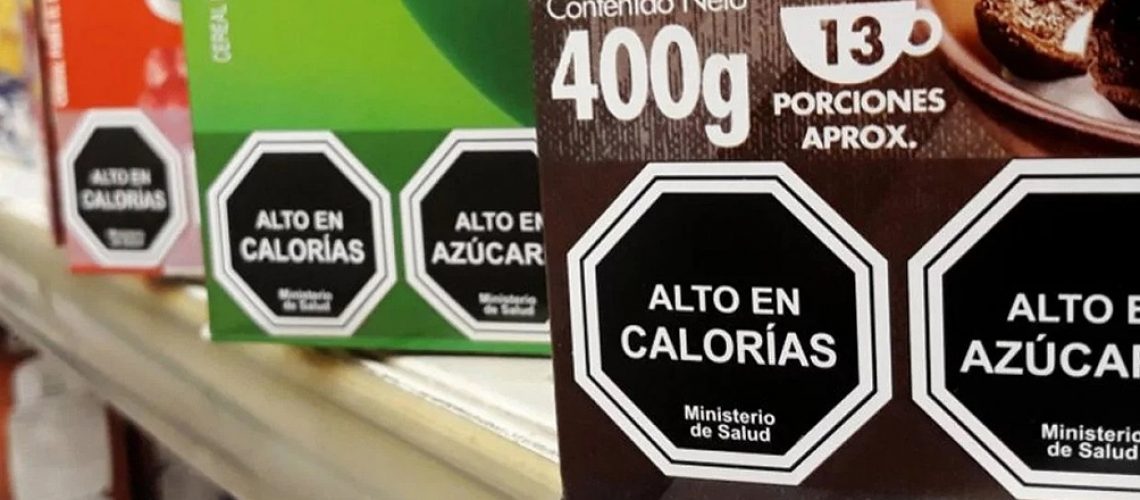 Contenido Neto
400g
13
PORCIONES
APROX.
CEREAL
ALTO EN
CALORÍAS
ALTO EN
CALORÍAS
Ministerio
de Salud
ALTO EN
AZÚCAR
Ministerio
de Salud
ALTO EN
CALORÍAS
Ministerio
de Salud
ALTO E
AZÚCA
Ministerio
de Salud